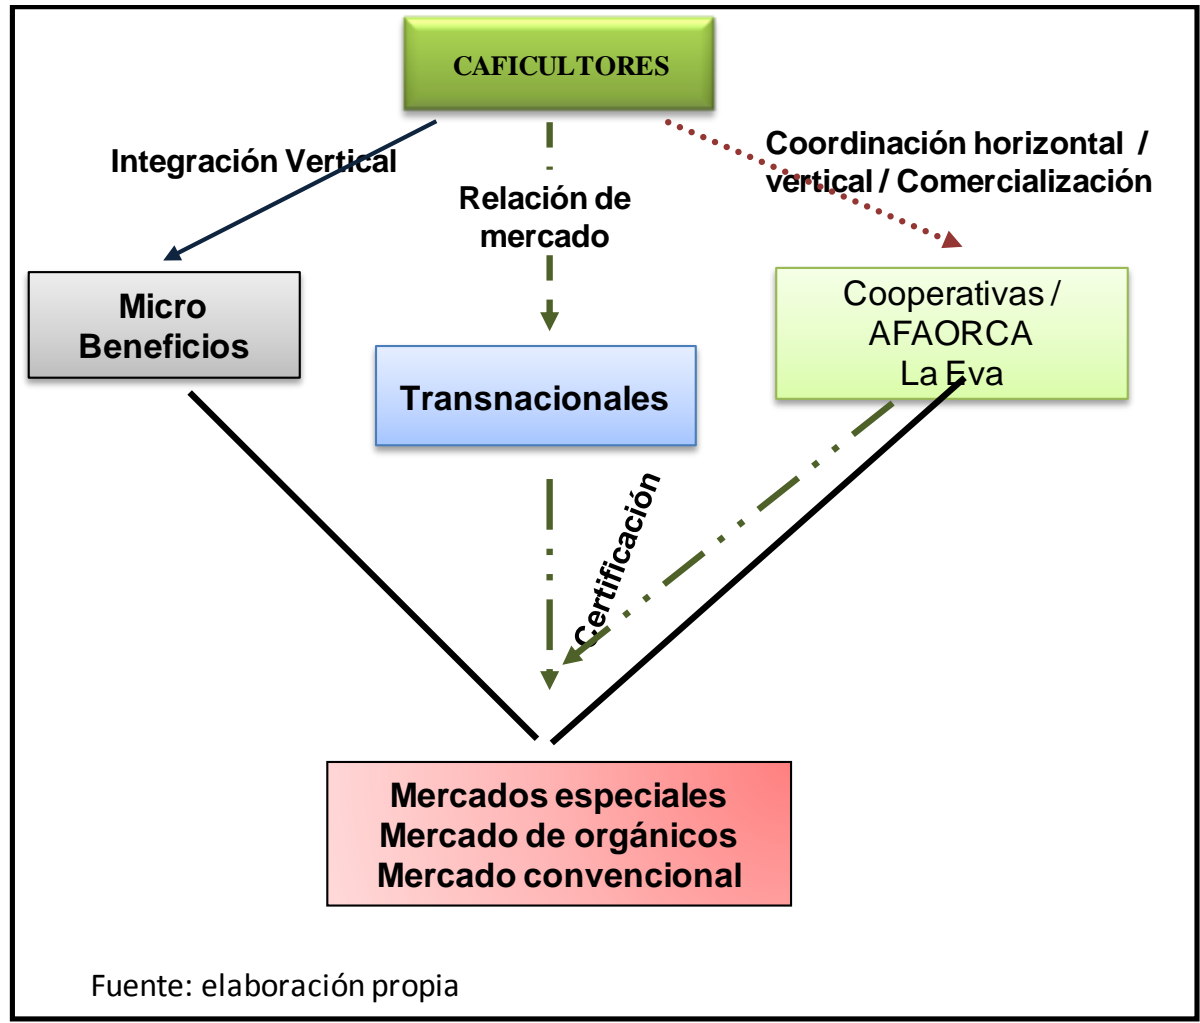 CAFICULTORES
Integración Vertical
Relación de
mercado
Coordinación horizontal /
vertical / Comercialización
Micro
Beneficios
Transnacionales
Cooperativas /
AFAORCA
La Eva
Certificación
Mercados especiales
Mercado de orgánicos
Mercado convencional
Fuente: elaboración propia